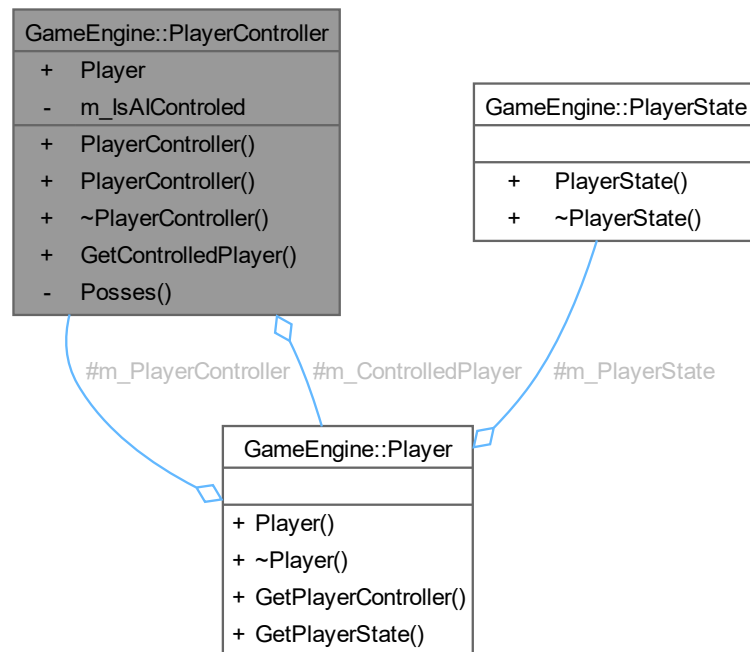 GameEngine::PlayerController
+ Player
- m_IsAIControled
+ PlayerController()
+ PlayerController()
+ ~PlayerController()
+ GetControlledPlayer()
- Posses()
GameEngine::PlayerState
+ PlayerState()
+ ~PlayerState()
#m_PlayerController
#m_ControlledPlayer
#m_PlayerState
GameEngine::Player
+ Player()
+ ~Player()
+ GetPlayerController()
+ GetPlayerState()